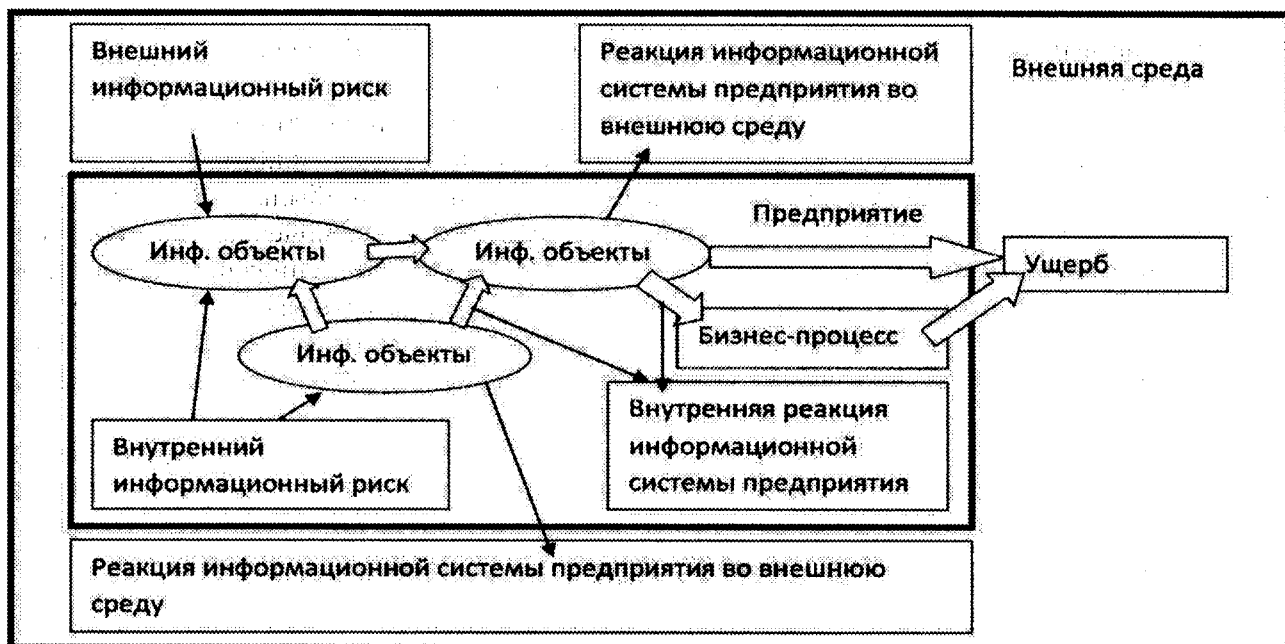 Внешний
информационный риск
Реакция информационной
системы предприятия во
внешнюю среду
Внешняя среда
Предприятие
Инф. объекты
Инф. объекты
Ущерб
Бизнес-процесс
Инф. объекты
Внутренний
информационный риск
Внутренняя реакция
информационной
системы предприятия
Реакция информационной системы предприятия во внешнюю
среду